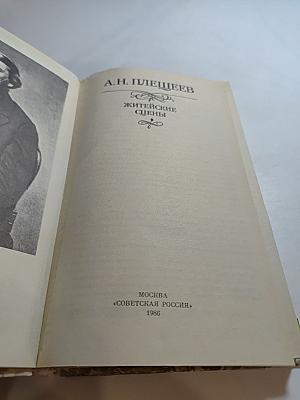 А.Н. ПЛЕЩЕЕВ
ЖИТЕЙСКИЕ
СЦЕНЫ
МОСКВА
«СОВЕТСКАЯ РОССИЯ»
1986